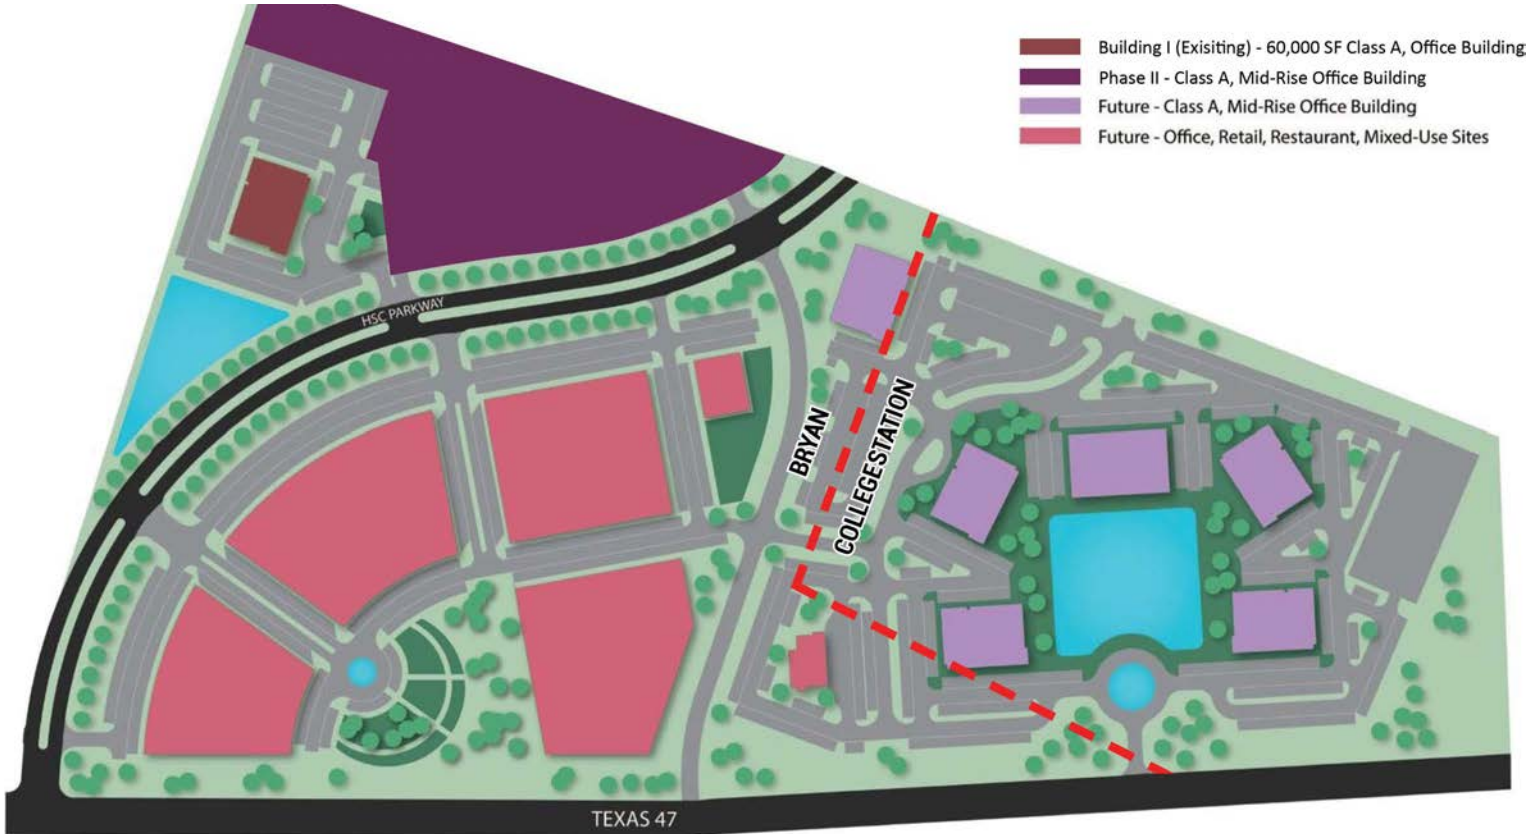 Building I (Exisiting) - 60,000 SF Class A, Office Building
Phase II - Class A, Mid-Rise Office Building
Future - Class A, Mid-Rise Office Building
Future - Office, Retail, Restaurant, Mixed-Use Sites
HSC PARKWAY
BRYAN
COLLEGESTATION
TEXAS 47